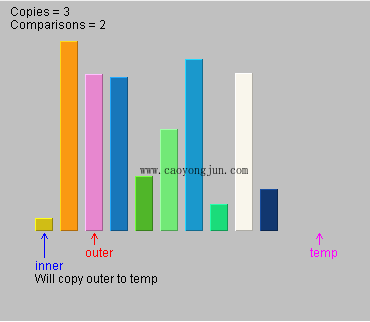 Copies = 3
Comparisons = 2
www.caoyongjun.com
outer
temp
inner
Will copy outer to temp